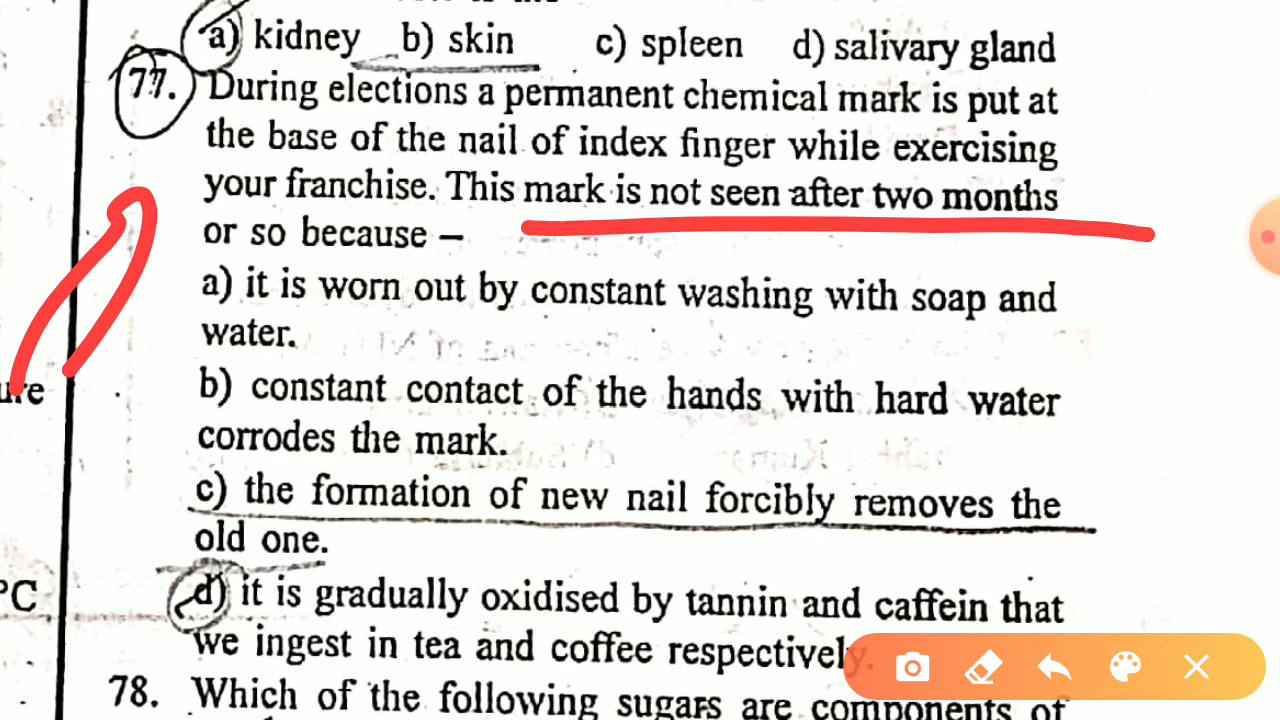 a) kidney b) skin c) spleen d) salivary gland
77. During elections a permanent chemical mark is put at
the base of the nail of index finger while exercising
your franchise. This mark is not seen after two months
or so because –
a) it is worn out by constant washing with soap and
water.
b) constant contact of the hands with hard water
corrodes the mark.
c) the formation of new nail forcibly removes the
old one.
d) it is gradually oxidised by tannin and caffein that
we ingest in tea and coffee respectively.
78. Which of the following sugars are components of
ure
°C